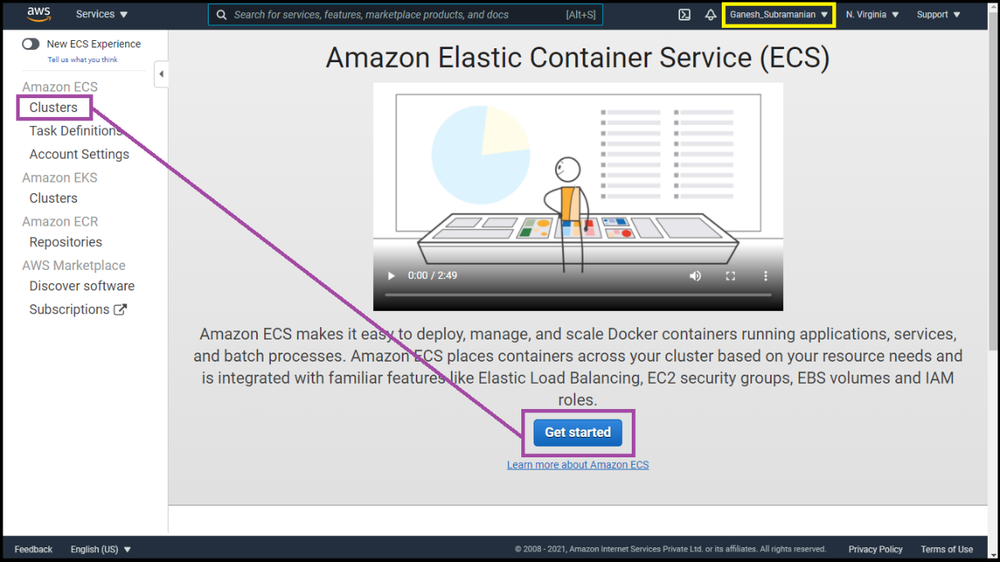 aws
Services
Search for services, features, marketplace products, and docs
[Alt+S]
Ganesh_Subramanian
N. Virginia
Support
New ECS Experience
Tell us what you think
Amazon ECS
Clusters
Task Definitions
Account Settings
Amazon EKS
Clusters
Amazon ECR
Repositories
AWS Marketplace
Discover software
Subscriptions
Amazon Elastic Container Service (ECS)
0:00 / 2:49
Amazon ECS makes it easy to deploy, manage, and scale Docker containers running applications, services,
and batch processes. Amazon ECS places containers across your cluster based on your resource needs and
is integrated with familiar features like Elastic Load Balancing, EC2 security groups, EBS volumes and IAM
roles.
Get started
Learn more about Amazon ECS
Feedback
English (US)
© 2008 - 2021, Amazon Internet Services Private Ltd. or its affiliates. All rights reserved.
Privacy Policy
Terms of Use